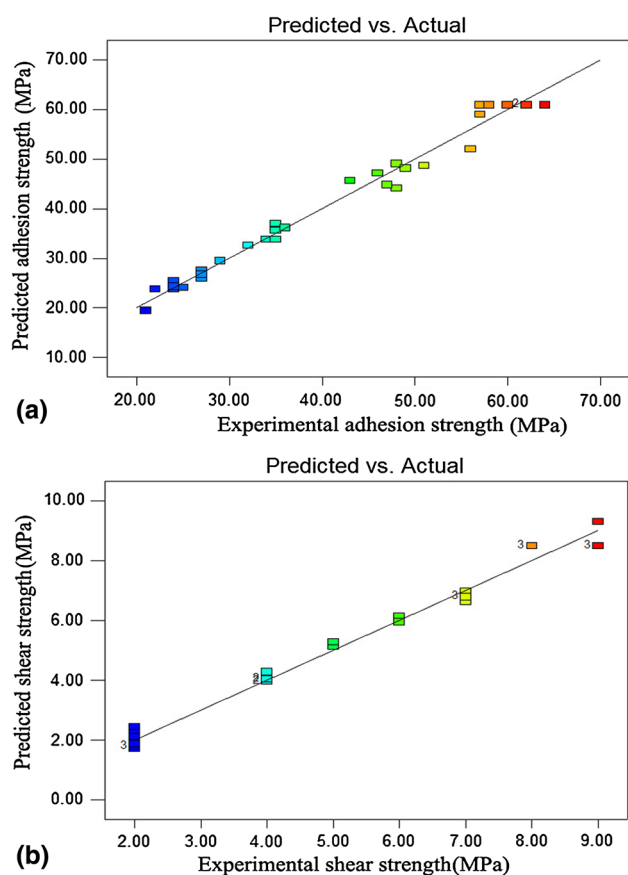 Predicted vs. Actual
Predicted adhesion strength (MPa)
70.00
60.00
50.00
40.00
30.00
20.00
10.00
2
20.00 30.00 40.00 50.00 60.00 70.00
(a) Experimental adhesion strength (MPa)
Predicted vs. Actual
Predicted shear strength(MPa)
10.00
8.00
6.00
4.00
2.00
0.00
3 3
3
2
2
3
2.00 3.00 4.00 5.00 6.00 7.00 8.00 9.00
(b) Experimental shear strength(MPa)